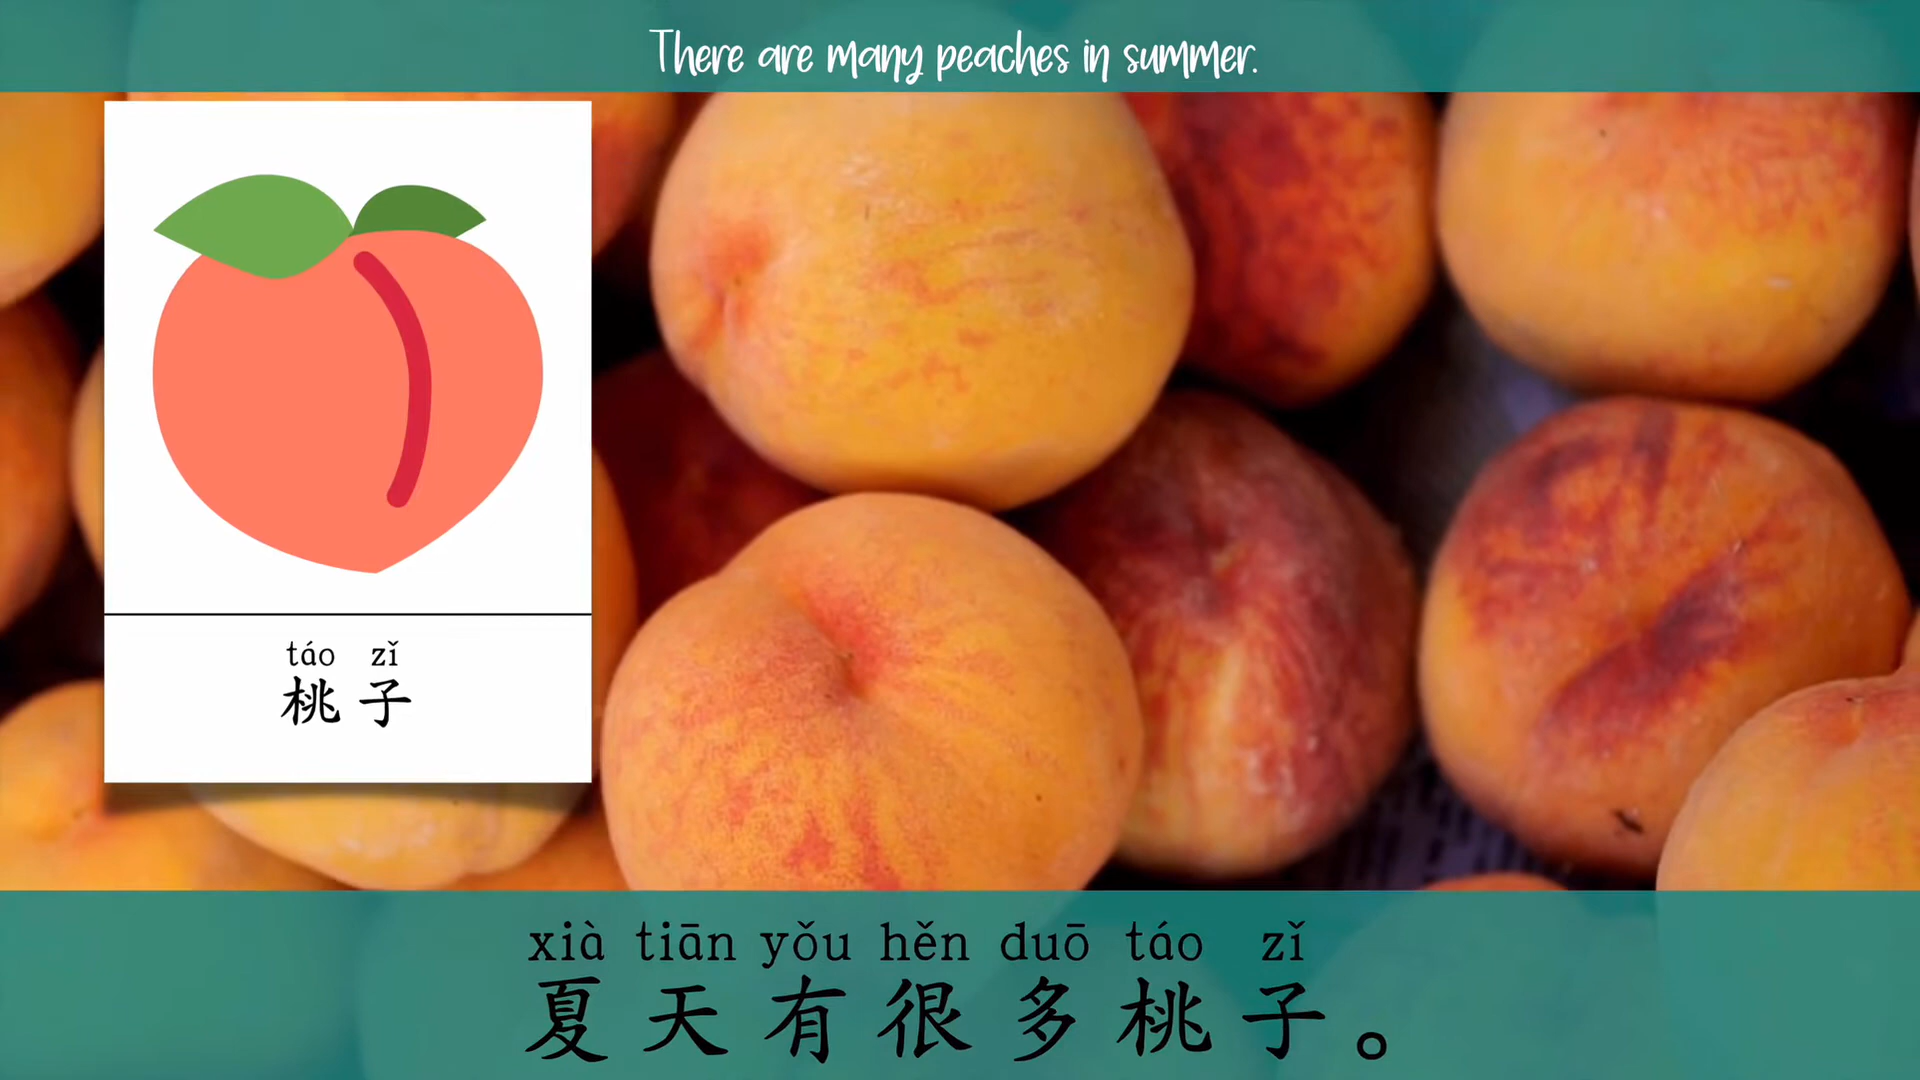 There are many peaches in summer.
táo zǐ
桃子
xià tiān yǒu hěn duō táo zǐ
夏天有很多桃子。